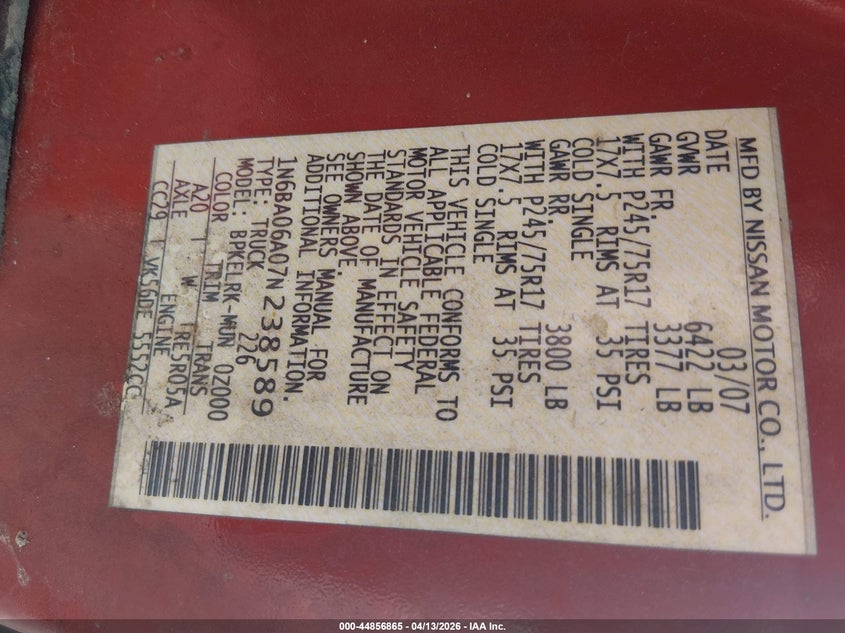 MFD BY NISSAN MOTOR CO., LTD.
DATE 03/07
GVWR 6422 LB
GAWR FR. 3377 LB
WITH P245/75R17 TIRES
17X7.5 RIMS AT 35 PSI
COLD SINGLE
GAWR RR. 3800 LB
WITH P245/75R17 TIRES
17X7.5 RIMS AT 35 PSI
COLD SINGLE
THIS VEHICLE CONFORMS TO
ALL APPLICABLE FEDERAL
MOTOR VEHICLE SAFETY
STANDARDS IN EFFECT ON
THE DATE OF MANUFACTURE
SHOWN ABOVE.
SEE OWNERS MANUAL FOR
ADDITIONAL INFORMATION.
1N6BA06A07N238589
TYPE: TRUCK 226
MODEL: BPKELRK-MUN OZ000
COLOR TRIM TRANS
A20 T W TRE5R05A
AXLE ENGINE
CC29 VK56DE 5552CC
000-44856865 - 04/13/2026 - IAA Inc.